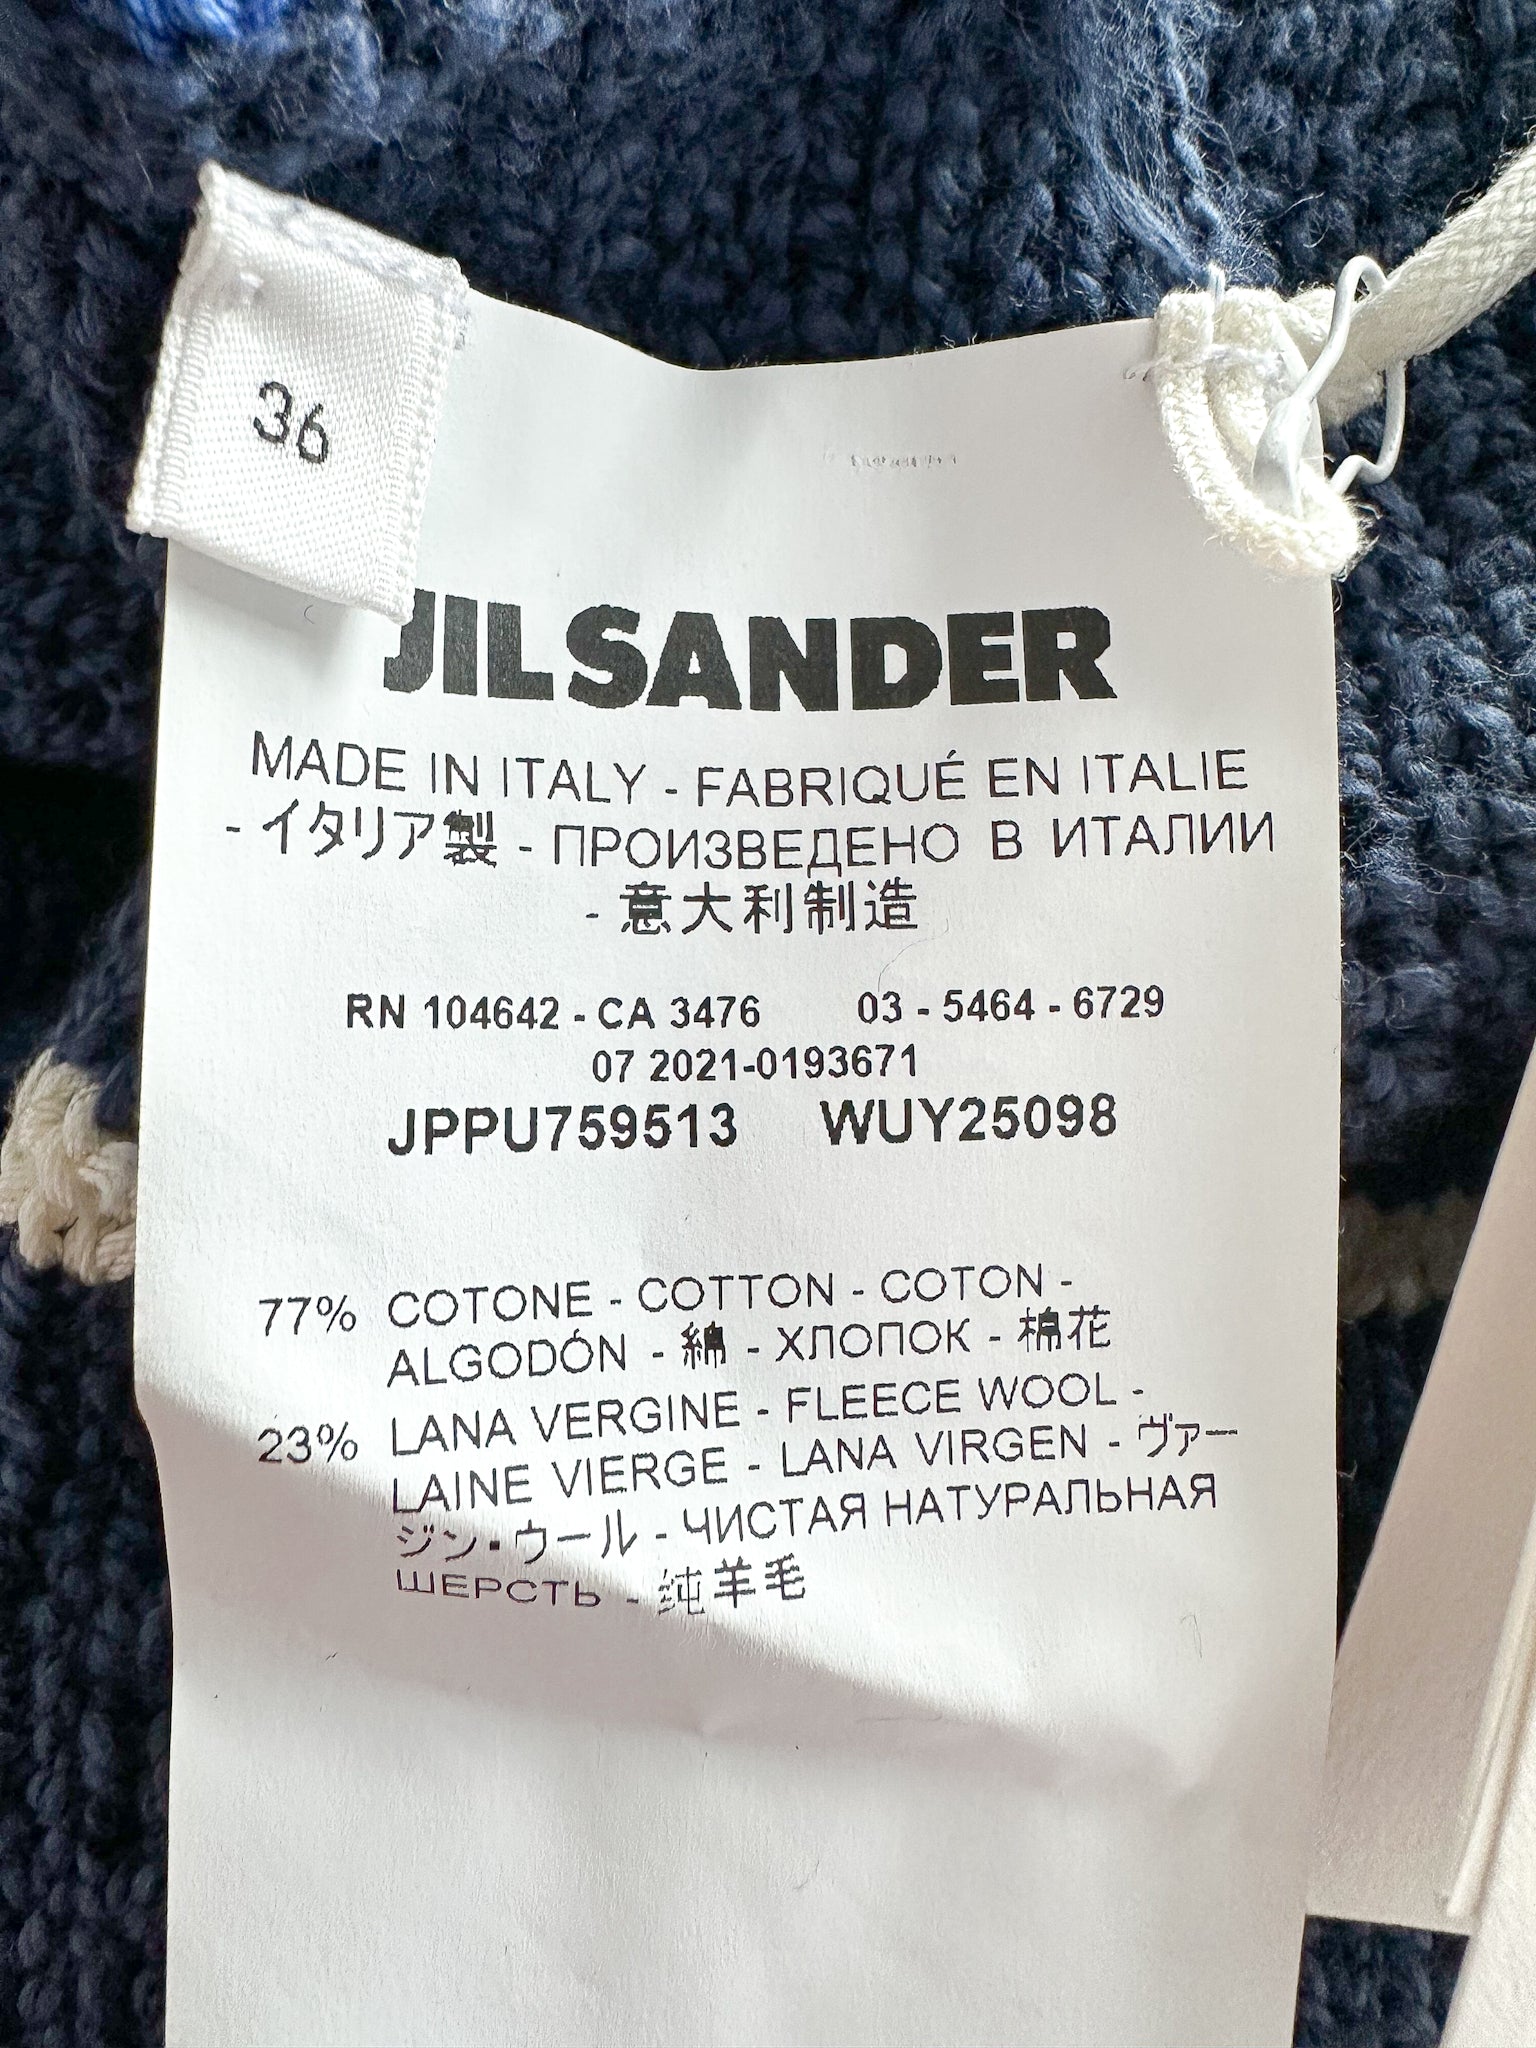 36
JIL SANDER
MADE IN ITALY - FABRIQUÉ EN ITALIE
- イタリア製 - ПРОИЗВЕДЕНО В ИТАЛИИ
- 意大利制造
RN 104642 - CA 3476 03 - 5464 - 6729
07 2021-0193671
JPPU759513 WUY25098
77% COTONE - COTTON - COTON -
ALGODÓN - 綿 - ХЛОПОК - 棉花
23% LANA VERGINE - FLEECE WOOL -
LAINE VIERGE - LANA VIRGEN - ヴァー
ジン・ウール - ЧИСТАЯ НАТУРАЛЬНАЯ
ШЕРСТЬ - 纯羊毛